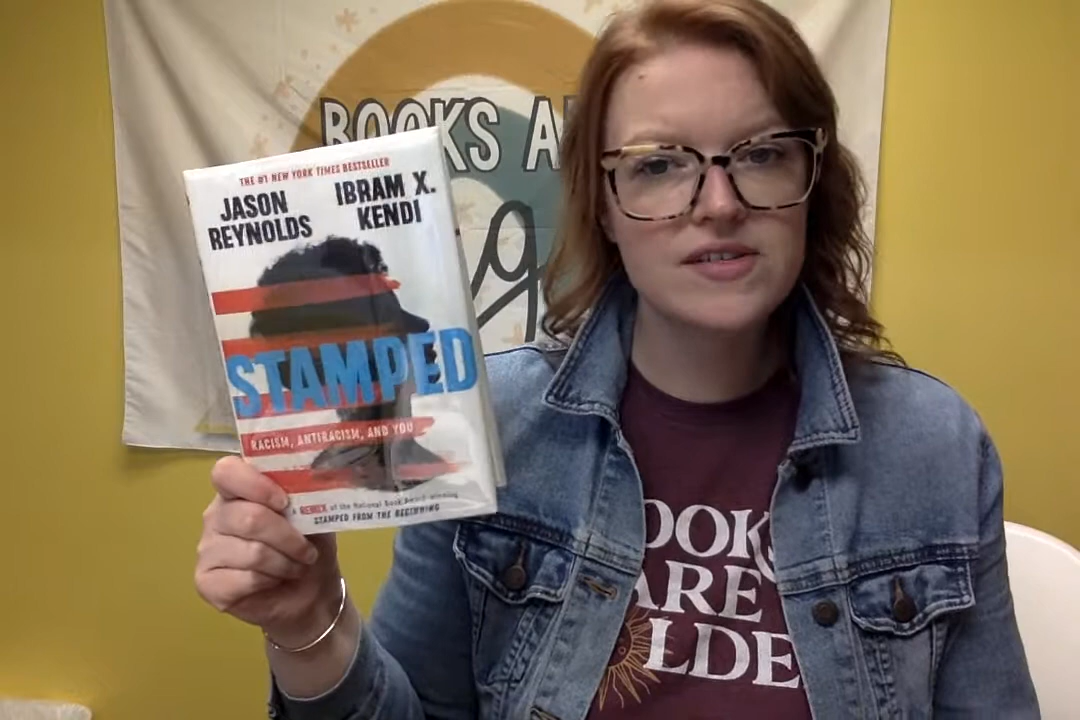 BOOKS A
THE #1 NEW YORK TIMES BESTSELLER
JASON REYNOLDS
IBRAM X. KENDI
STAMPED
RACISM, ANTIRACISM, AND YOU
A REMIX of the National Book Award-winning
STAMPED FROM THE BEGINNING
OOKS
ARE
LDE